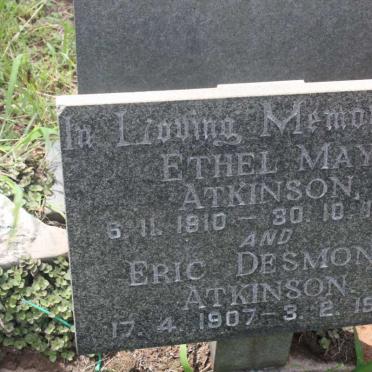 In Loving Memo
ETHEL MAY
ATKINSON,
6. 11. 1910 – 30. 10. 1
AND
ERIC DESMON
ATKINSON.
17. 4. 1907 – 3. 2. 19